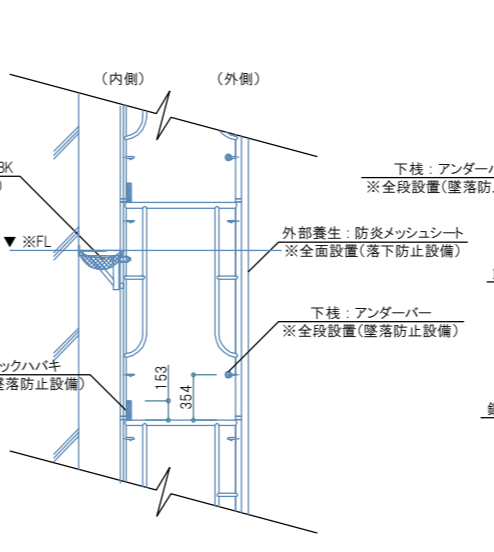 (内側)
(外側)
BK
)
下桟：アンダーバ
※全段設置(墜落防
▼ ※FL
外部養生：防炎メッシュシート
※全面設置(落下防止設備)
下桟：アンダーバー
※全段設置(墜落防止設備)
ックハバキ
墜落防止設備)
153
354